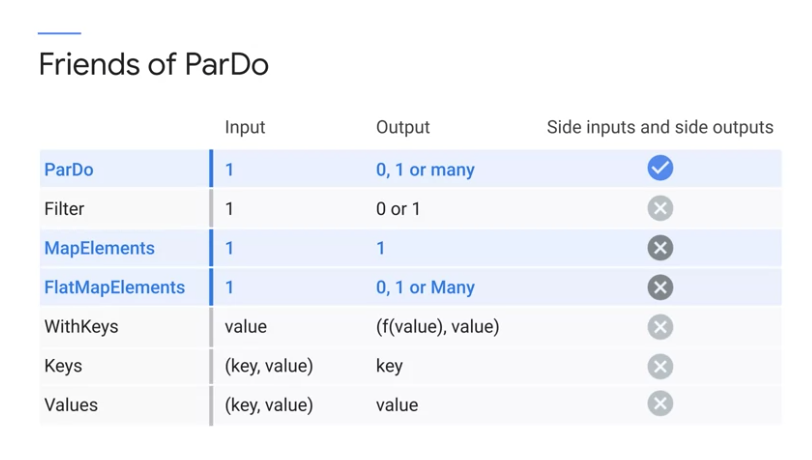 Friends of ParDo
Input Output Side inputs and side outputs
ParDo 1 0, 1 or many
Filter 1 0 or 1
MapElements 1 1
FlatMapElements 1 0, 1 or Many
WithKeys value (f(value), value)
Keys (key, value) key
Values (key, value) value